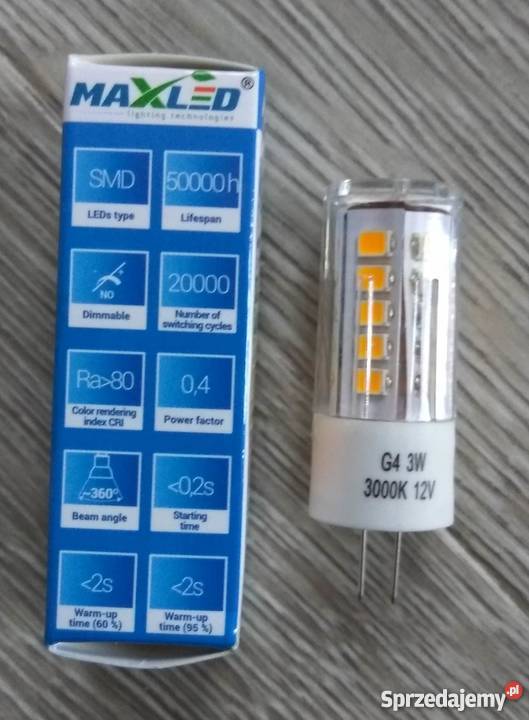 MAXLED®
lighting technologies
SMD
LEDs type
50000h
Lifespan
NO
Dimmable
20000
Number of
switching cycles
Ra>80
Color rendering
index CRI
0,4
Power factor
~360°
Beam angle
<0,2s
Starting
time
<2s
Warm-up
time (60 %)
<2s
Warm-up
time (95 %)
G4 3W
3000K 12V
Sprzedajemy.pl